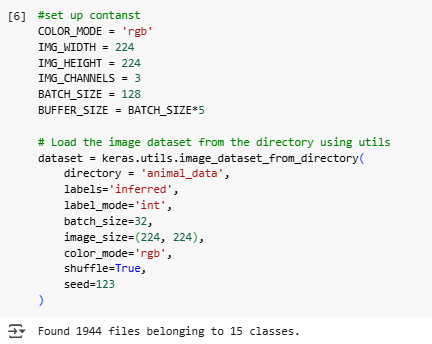 [6] #set up contanst
COLOR_MODE = 'rgb'
IMG_WIDTH = 224
IMG_HEIGHT = 224
IMG_CHANNELS = 3
BATCH_SIZE = 128
BUFFER_SIZE = BATCH_SIZE*5

# Load the image dataset from the directory using utils
dataset = keras.utils.image_dataset_from_directory(
    directory = 'animal_data',
    labels='inferred',
    label_mode='int',
    batch_size=32,
    image_size=(224, 224),
    color_mode='rgb',
    shuffle=True,
    seed=123
)
Found 1944 files belonging to 15 classes.